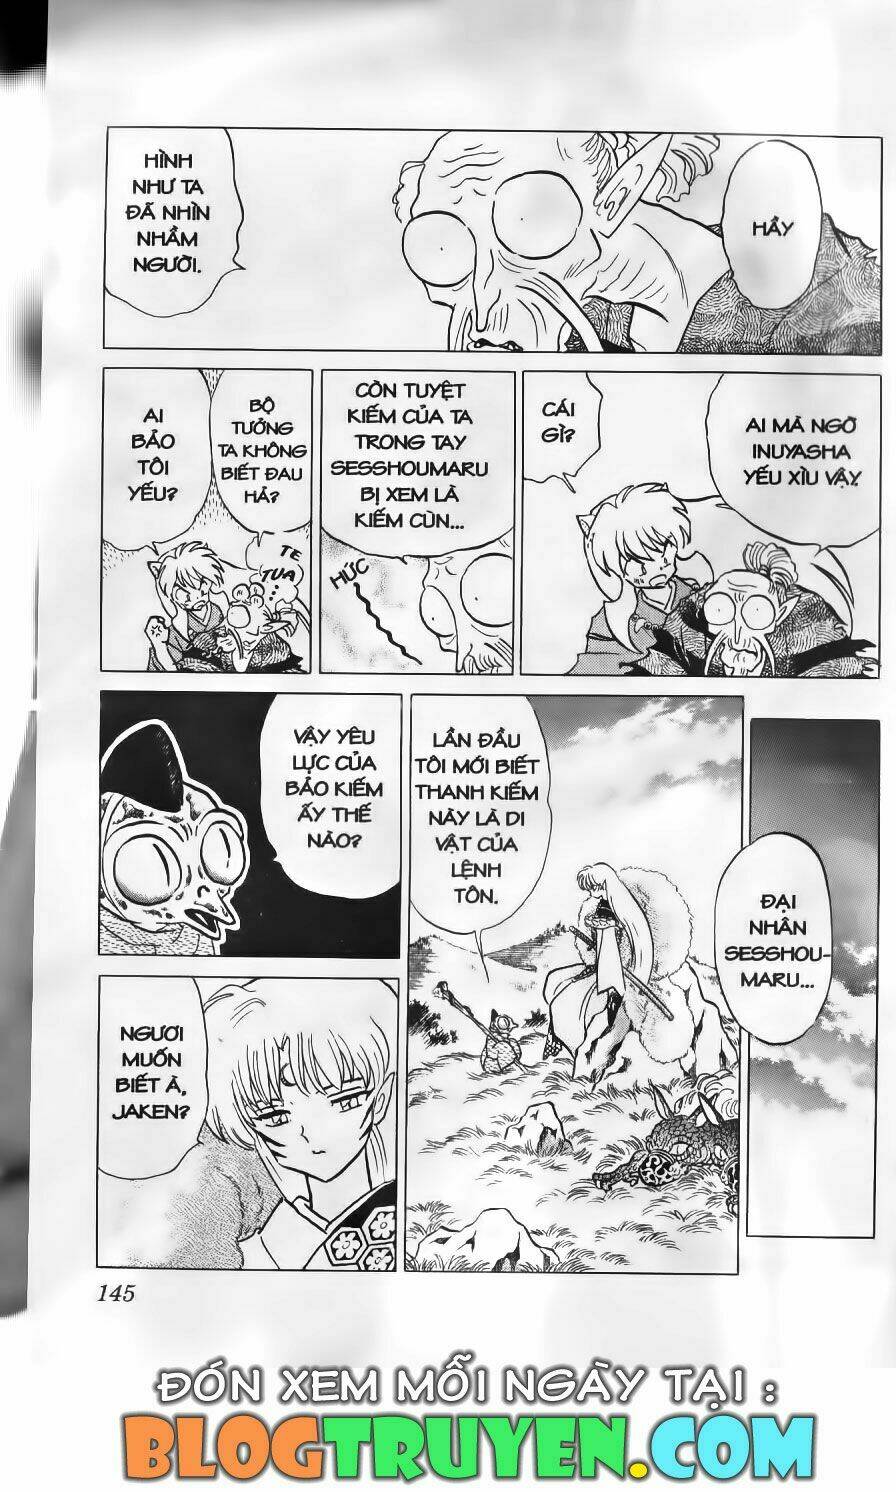 HẦY
HÌNH
NHƯ TA
ĐÃ NHÌN
NHẦM
NGƯỜI.
AI MÀ NGỜ
INUYASHA
YẾU XÌU VẬY.
CÁI
GÌ?
CÒN TUYỆT
KIẾM CỦA TA
TRONG TAY
SESSHOUMARU
BỊ XEM LÀ
KIẾM CÙN...
HỨC
BỘ
TƯỞNG
TA KHÔNG
BIẾT ĐAU
HẢ?
TE
TUA
...
AI
BẢO
TÔI
YẾU?
ĐẠI
NHÂN
SESSHOU-
MARU...
LẦN ĐẦU
TÔI MỚI BIẾT
THANH KIẾM
NÀY LÀ DI
VẬT CỦA
LỆNH
TÔN.
VẬY YÊU
LỰC CỦA
BẢO KIẾM
ẤY THẾ
NÀO?
NGƯƠI
MUỐN
BIẾT À,
JAKEN?
145
ĐÓN XEM MỖI NGÀY TẠI :
BLOGTRUYEN.COM